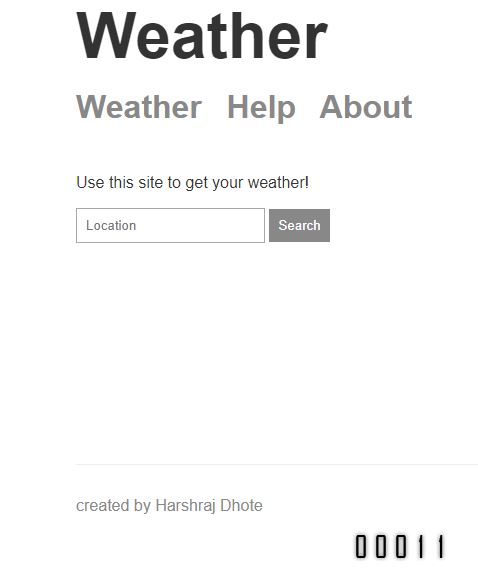 Weather
Weather Help About
Use this site to get your weather!
Location Search
created by Harshraj Dhote
00011